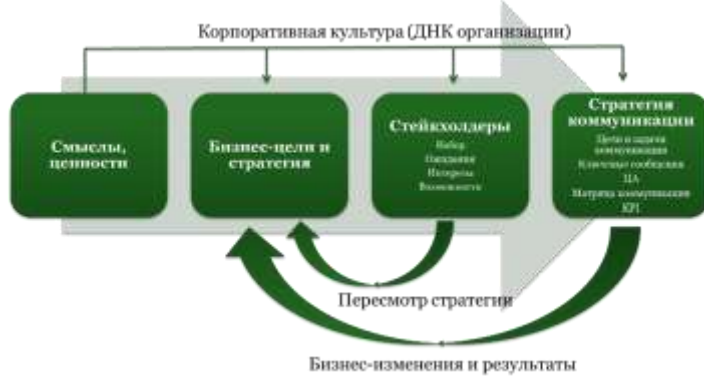 Корпоративная культура (ДНК организации)
Смыслы,
ценности
Бизнес-цели и
стратегия
Стейкхолдеры
Набор
Ожидания
Интересы
Возможности
Стратегия
коммуникации
Цели и задачи
коммуникации
Ключевые сообщения
ЦА
Матрица коммуникации
KPI
Пересмотр стратегии
Бизнес-изменения и результаты